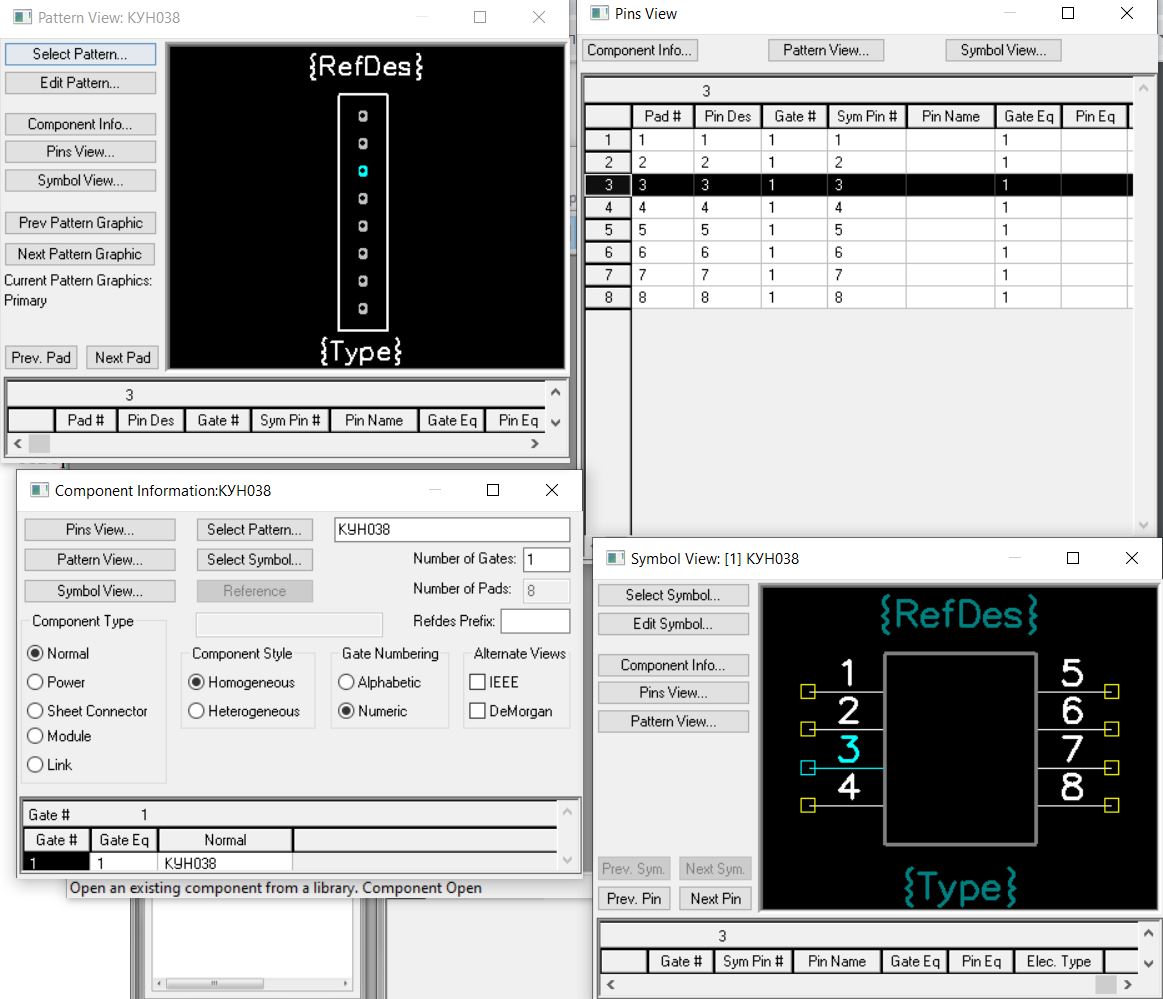 Pattern View: КУН038
Select Pattern...
Edit Pattern...
Component Info...
Pins View...
Symbol View...
Prev Pattern Graphic
Next Pattern Graphic
Current Pattern Graphics:
Primary
Prev. Pad Next Pad
{RefDes}
{Type}
3
Pad # Pin Des Gate # Sym Pin # Pin Name Gate Eq Pin Eq
Pins View
Component Info... Pattern View... Symbol View...
3
Pad # Pin Des Gate # Sym Pin # Pin Name Gate Eq Pin Eq
1 1 1 1 1 1
2 2 2 1 2 1
3 3 3 1 3 1
4 4 4 1 4 1
5 5 5 1 5 1
6 6 6 1 6 1
7 7 7 1 7 1
8 8 8 1 8 1
Component Information:КУН038
Pins View... Select Pattern... КУН038
Pattern View... Select Symbol... Number of Gates: 1
Symbol View... Reference Number of Pads: 8
Refdes Prefix:
Component Type
Normal
Power
Sheet Connector
Module
Link
Component Style
Homogeneous
Heterogeneous
Gate Numbering
Alphabetic
Numeric
Alternate Views
IEEE
DeMorgan
Gate # 1
Gate # Gate Eq Normal
1 1 КУН038
Open an existing component from a library. Component Open
Symbol View: [1] КУН038
Select Symbol...
Edit Symbol...
Component Info...
Pins View...
Pattern View...
Prev. Sym. Next Sym.
Prev. Pin Next Pin
{RefDes}
1 5
2 6
3 7
4 8
{Type}
3
Gate # Sym Pin # Pin Name Gate Eq Pin Eq Elec. Type